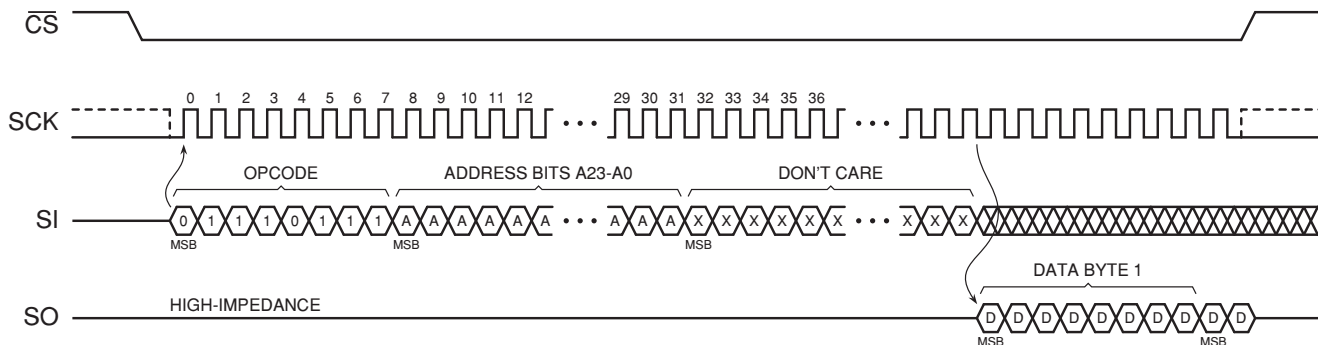 CS
0 1 2 3 4 5 6 7 8 9 10 11 12 29 30 31 32 33 34 35 36
SCK
OPCODE ADDRESS BITS A23-A0 DON'T CARE
SI 0 1 1 1 0 1 1 1 A A A A A A A A A X X X X X X X X X
MSB MSB MSB
DATA BYTE 1
HIGH-IMPEDANCE
SO D D D D D D D D D D
MSB MSB